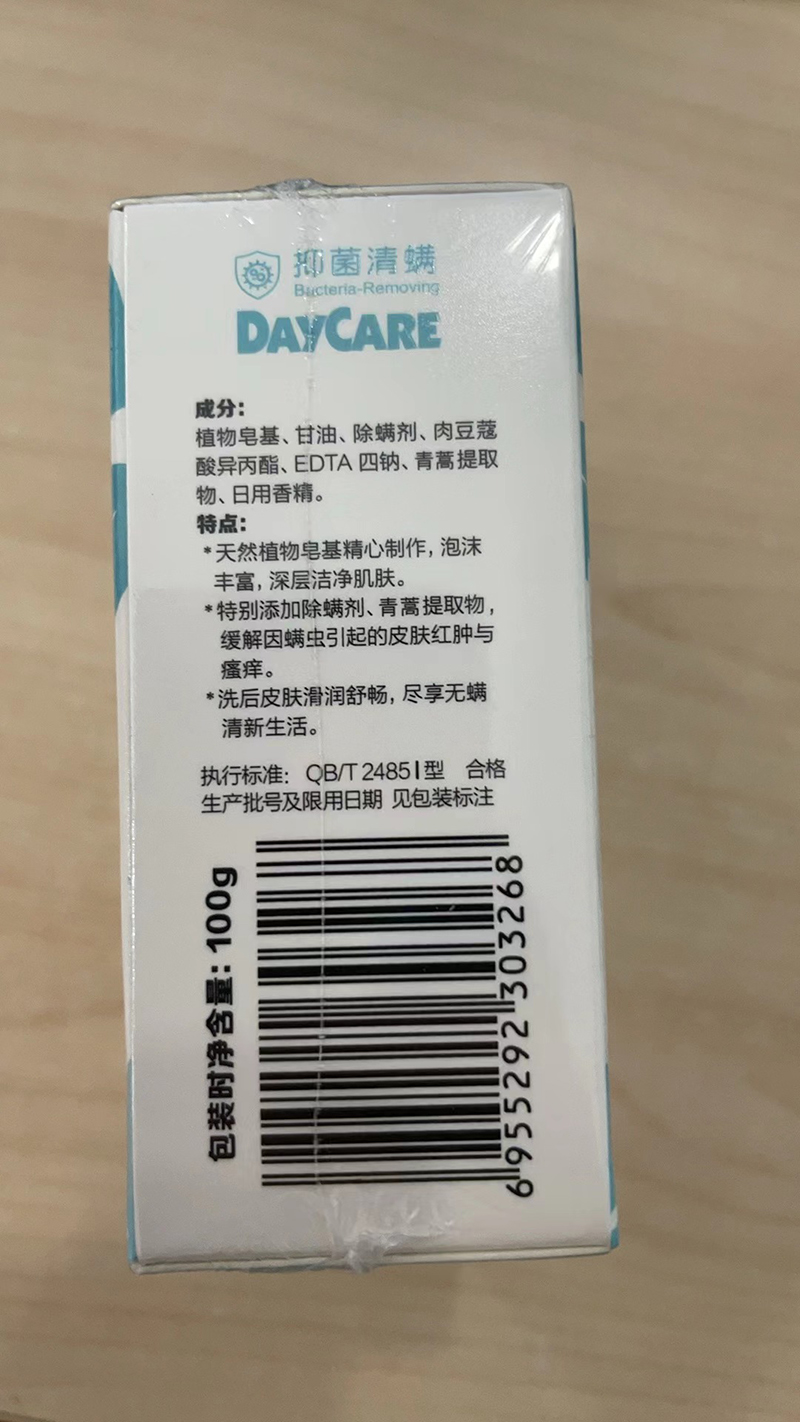 抑菌清螨
Bacteria-Removing
DAYCARE
成分:
植物皂基、甘油、除螨剂、肉豆蔻
酸异丙酯、EDTA 四钠、青蒿提取
物、日用香精。
特点:
*天然植物皂基精心制作, 泡沫
丰富, 深层洁净肌肤。
*特别添加除螨剂、青蒿提取物,
缓解因螨虫引起的皮肤红肿与
瘙痒。
*洗后皮肤滑润舒畅, 尽享无螨
清新生活。
执行标准: QB/T 2485 I 型 合格
生产批号及限用日期 见包装标注
包装时净含量: 100g
6 955292 303268